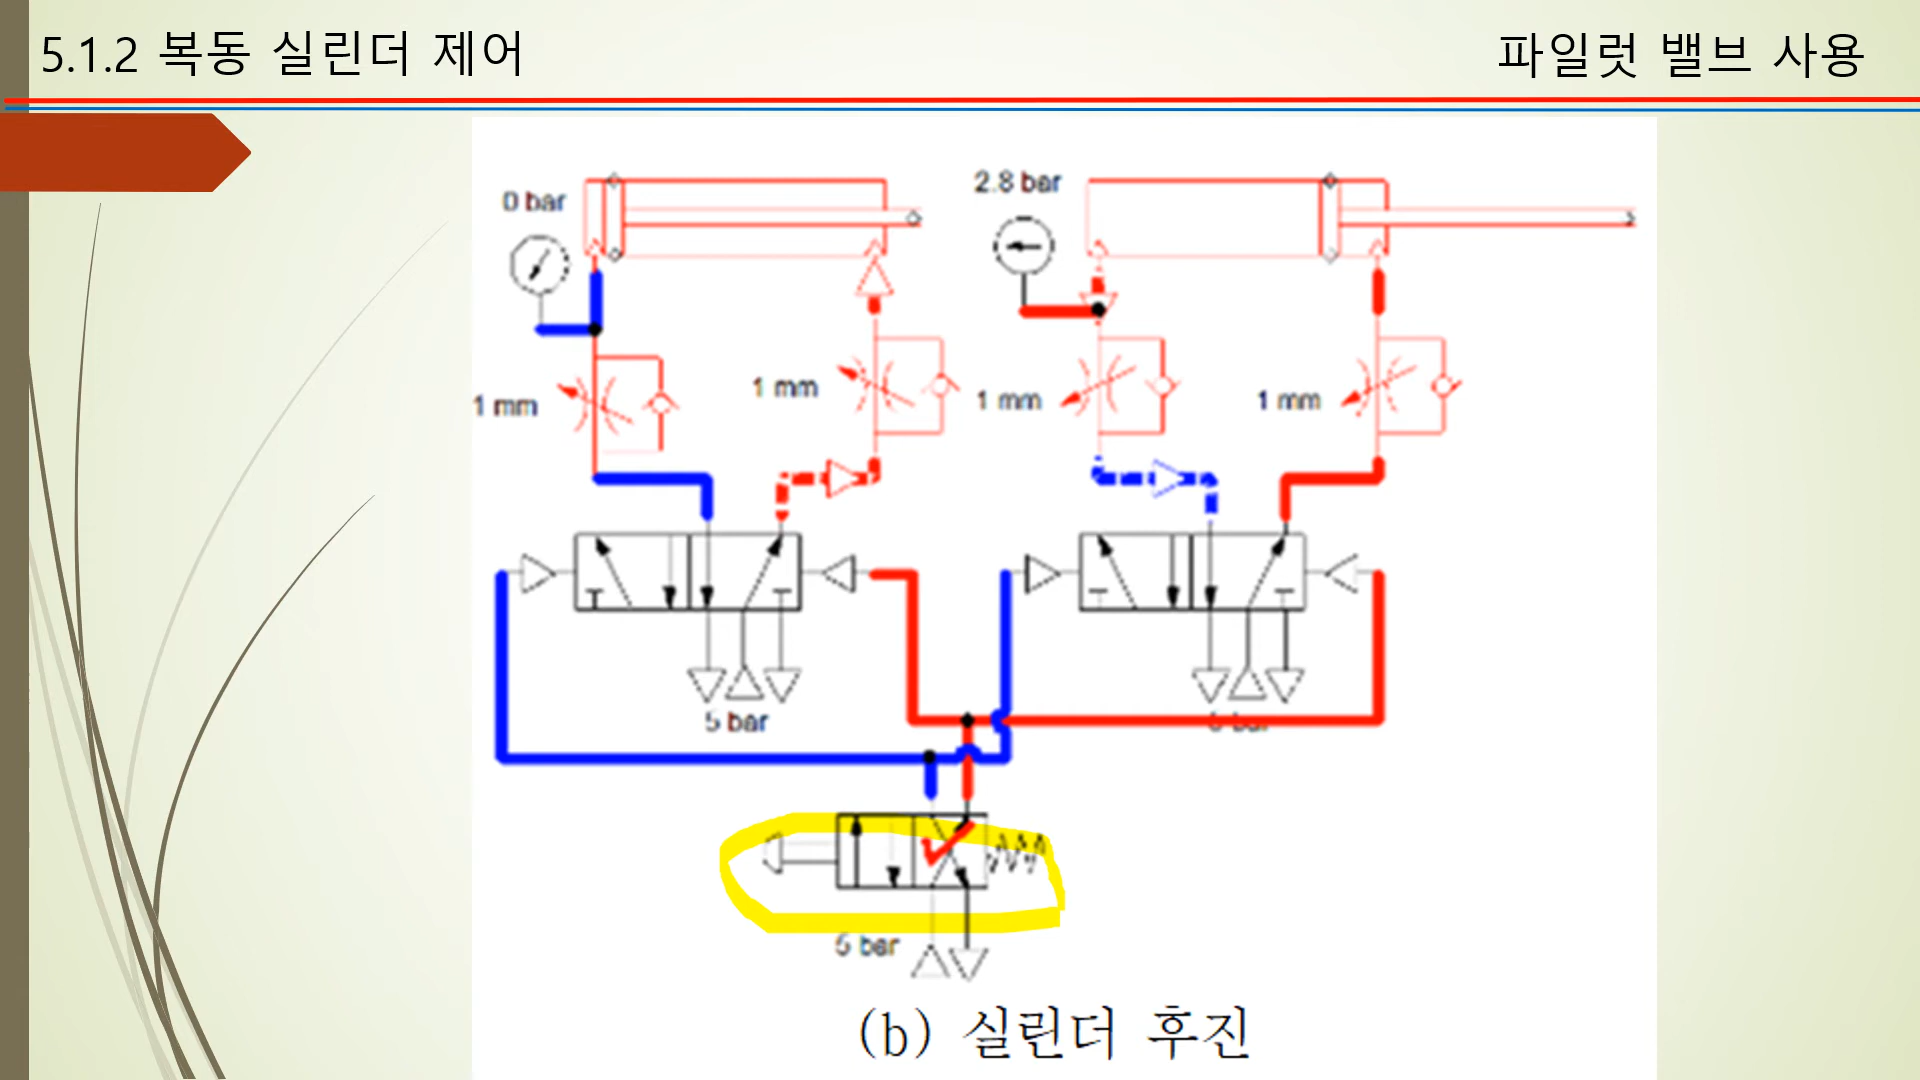 5.1.2 복동 실린더 제어
파일럿 밸브 사용
0 bar
2.8 bar
1 mm
1 mm
1 mm
1 mm
5 bar
bar
5 bar
(b) 실린더 후진